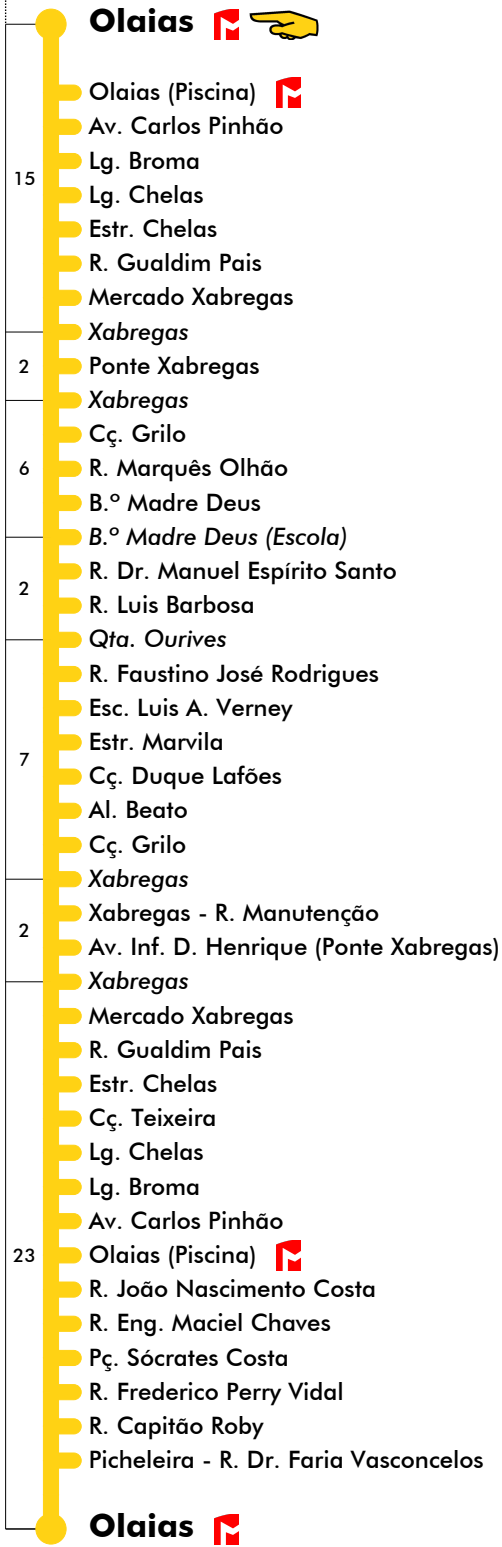 Olaias
Olaias (Piscina)
Av. Carlos Pinhão
Lg. Broma
15
Lg. Chelas
Estr. Chelas
R. Gualdim Pais
Mercado Xabregas
Xabregas
2
Ponte Xabregas
Xabregas
Cç. Grilo
6
R. Marquês Olhão
B.º Madre Deus
B.º Madre Deus (Escola)
R. Dr. Manuel Espírito Santo
2
R. Luis Barbosa
Qta. Ourives
R. Faustino José Rodrigues
Esc. Luis A. Verney
Estr. Marvila
7
Cç. Duque Lafões
Al. Beato
Cç. Grilo
Xabregas
Xabregas - R. Manutenção
2
Av. Inf. D. Henrique (Ponte Xabregas)
Xabregas
Mercado Xabregas
R. Gualdim Pais
Estr. Chelas
Cç. Teixeira
Lg. Chelas
Lg. Broma
Av. Carlos Pinhão
23
Olaias (Piscina)
R. João Nascimento Costa
R. Eng. Maciel Chaves
Pç. Sócrates Costa
R. Frederico Perry Vidal
R. Capitão Roby
Picheleira - R. Dr. Faria Vasconcelos
Olaias